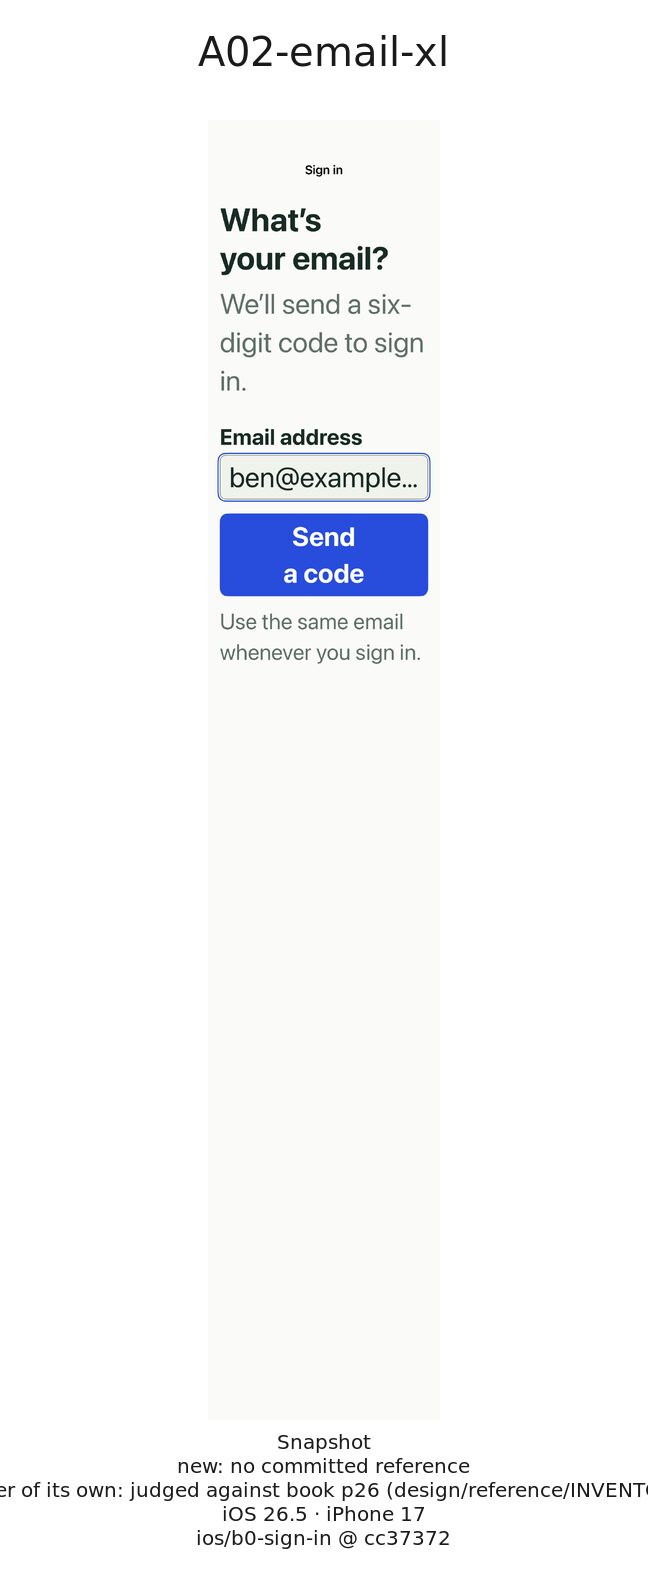 A02-email-xl
Sign in
What’s
your email?
We’ll send a six-
digit code to sign
in.
Email address
ben@example…
Send
a code
Use the same email
whenever you sign in.
Snapshot
new: no committed reference
er of its own: judged against book p26 (design/reference/INVENTO
iOS 26.5 · iPhone 17
ios/b0-sign-in @ cc37372